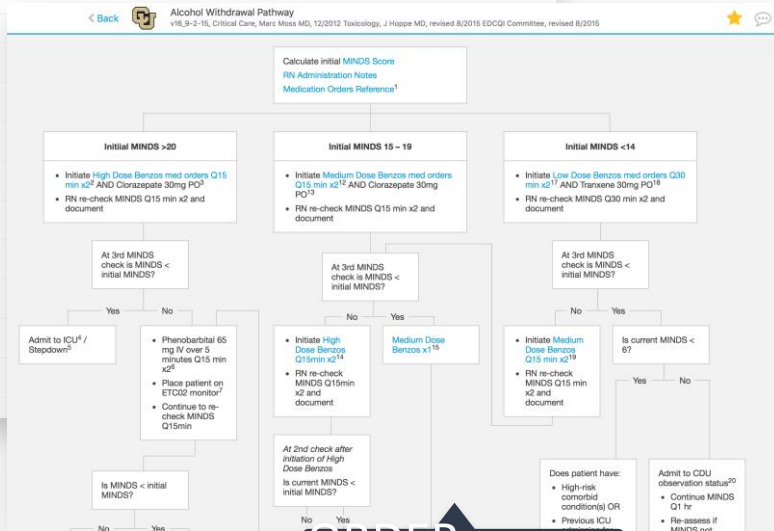 Back
Alcohol Withdrawal Pathway
v16_9-2-15, Critical Care, Marc Moss MD, 12/2012 Toxicology, J Hoppe MD, revised 8/2015 EDCQI Committee, revised 8/2015
Calculate initial MINDS Score
RN Administration Notes
Medication Orders Reference1
Initiial MINDS >20
• Initiate High Dose Benzos med orders Q15
min x22 AND Clorazepate 30mg PO3
• RN re-check MINDS Q15 min x2 and
document
Initial MINDS 15 – 19
• Initiate Medium Dose Benzos med orders
Q15 min x212 AND Clorazepate 30mg
PO13
• RN re-check MINDS Q15 min x2 and
document
Initial MINDS <14
• Initiate Low Dose Benzos med orders Q30
min x217 AND Tranxene 30mg PO18
• RN re-check MINDS Q30 min x2 and
document
At 3rd MINDS
check is MINDS <
initial MINDS?
At 3rd MINDS
check is MINDS <
initial MINDS?
At 3rd MINDS
check is MINDS <
initial MINDS?
Yes
No
No
Yes
No
Yes
Admit to ICU4 /
Stepdown5
• Phenobarbital 65
mg IV over 5
minutes Q15 min
x26
• Place patient on
ETC02 monitor7
• Continue to re-
check MINDS
Q15min
• Initiate High
Dose Benzos
Q15min x214
• RN re-check
MINDS Q15min
x2 and
document
Medium Dose
Benzos x115
• Initiate Medium
Dose Benzos
Q15 min x219
• RN re-check
MINDS Q15 min
x2 and
document
Is current MINDS <
6?
Yes
No
Is MINDS < initial
MINDS?
No
Yes
At 2nd check after
initiation of High
Dose Benzos
Is current MINDS <
initial MINDS?
No
Yes
Does patient have:
• High-risk
comorbid
condition(s) OR
• Previous ICU
Admit to CDU
observation status20
• Continue MINDS
Q1 hr
• Re-assess if
MINDS not
ORDER